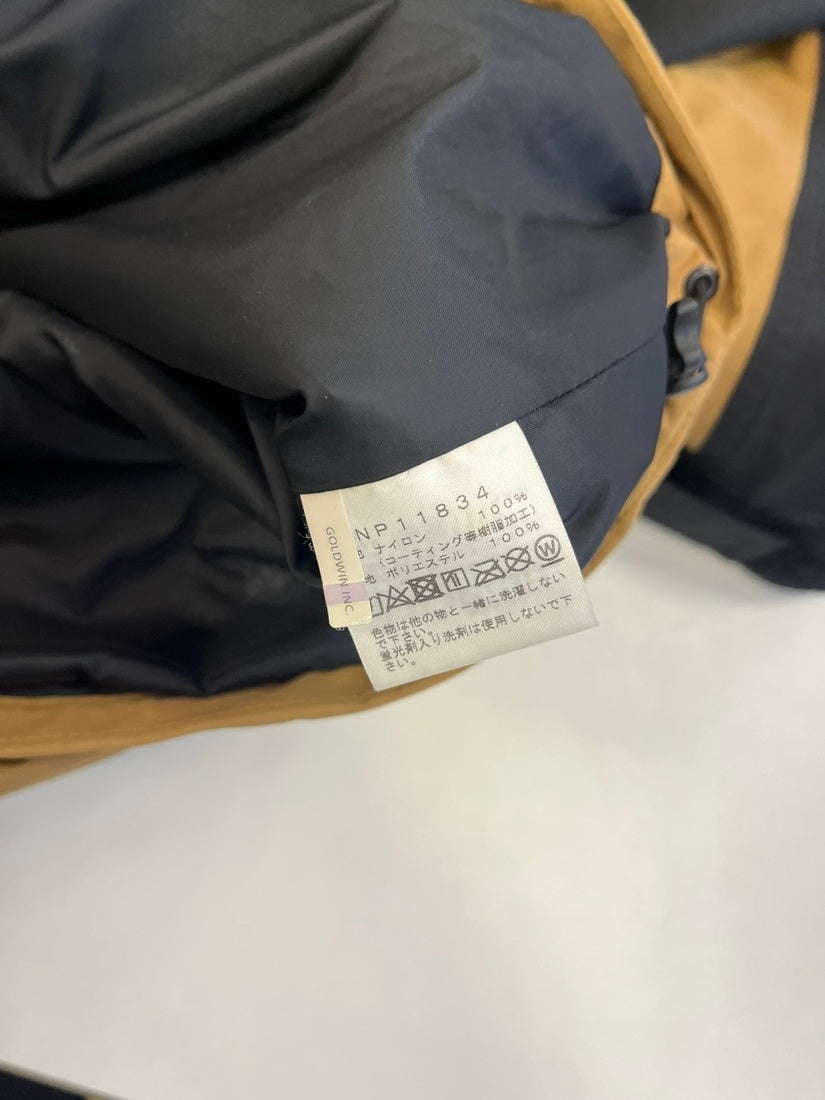 NP11834
ナイロン 100%
(コーティング 樹脂加工)
ポリエステル 100%
W
色物は他の物と一緒に洗濯しない
で下さい。
蛍光剤入り洗剤は使用しないで下
さい。
GOLDWIN INC.